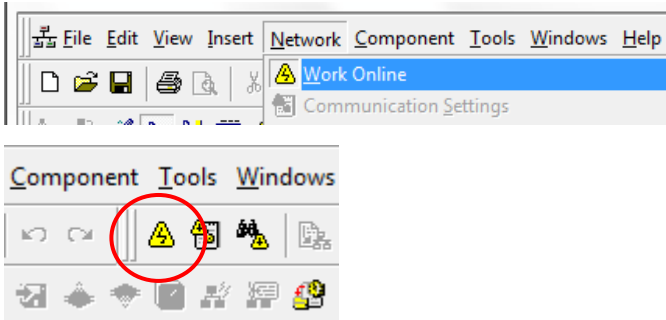 File Edit View Insert Network Component Tools Windows Help
Work Online
Communication Settings
Component Tools Windows